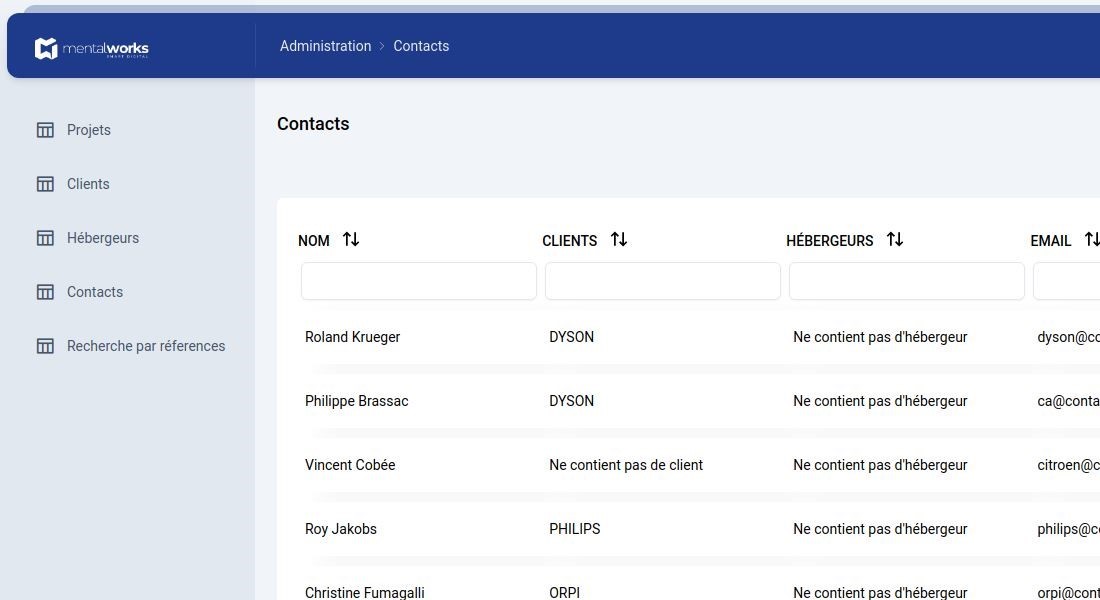 mentalworks
SMART DIGITAL
Administration > Contacts
Projets
Clients
Hébergeurs
Contacts
Recherche par réferences
Contacts
NOM CLIENTS HÉBERGEURS EMAIL
Roland Krueger DYSON Ne contient pas d'hébergeur dyson@co
Philippe Brassac DYSON Ne contient pas d'hébergeur ca@conta
Vincent Cobée Ne contient pas de client Ne contient pas d'hébergeur citroen@c
Roy Jakobs PHILIPS Ne contient pas d'hébergeur philips@c
Christine Fumagalli ORPI Ne contient pas d'hébergeur orpi@cont